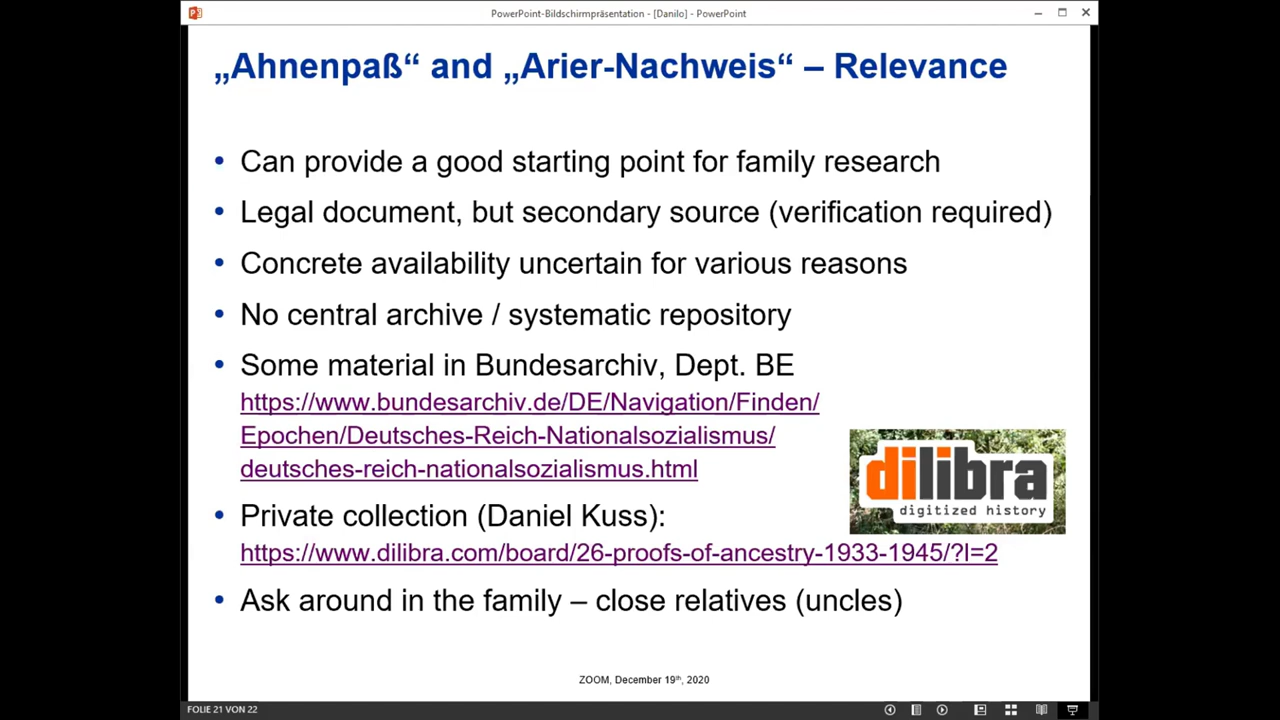 PowerPoint-Bildschirmpräsentation - [Danilo] - PowerPoint
„Ahnenpaß“ and „Arier-Nachweis“ – Relevance
• Can provide a good starting point for family research
• Legal document, but secondary source (verification required)
• Concrete availability uncertain for various reasons
• No central archive / systematic repository
• Some material in Bundesarchiv, Dept. BE
https://www.bundesarchiv.de/DE/Navigation/Finden/
Epochen/Deutsches-Reich-Nationalsozialismus/
deutsches-reich-nationalsozialismus.html
dilibra
digitized history
• Private collection (Daniel Kuss):
https://www.dilibra.com/board/26-proofs-of-ancestry-1933-1945/?l=2
• Ask around in the family – close relatives (uncles)
ZOOM, December 19th, 2020
FOLIE 21 VON 22